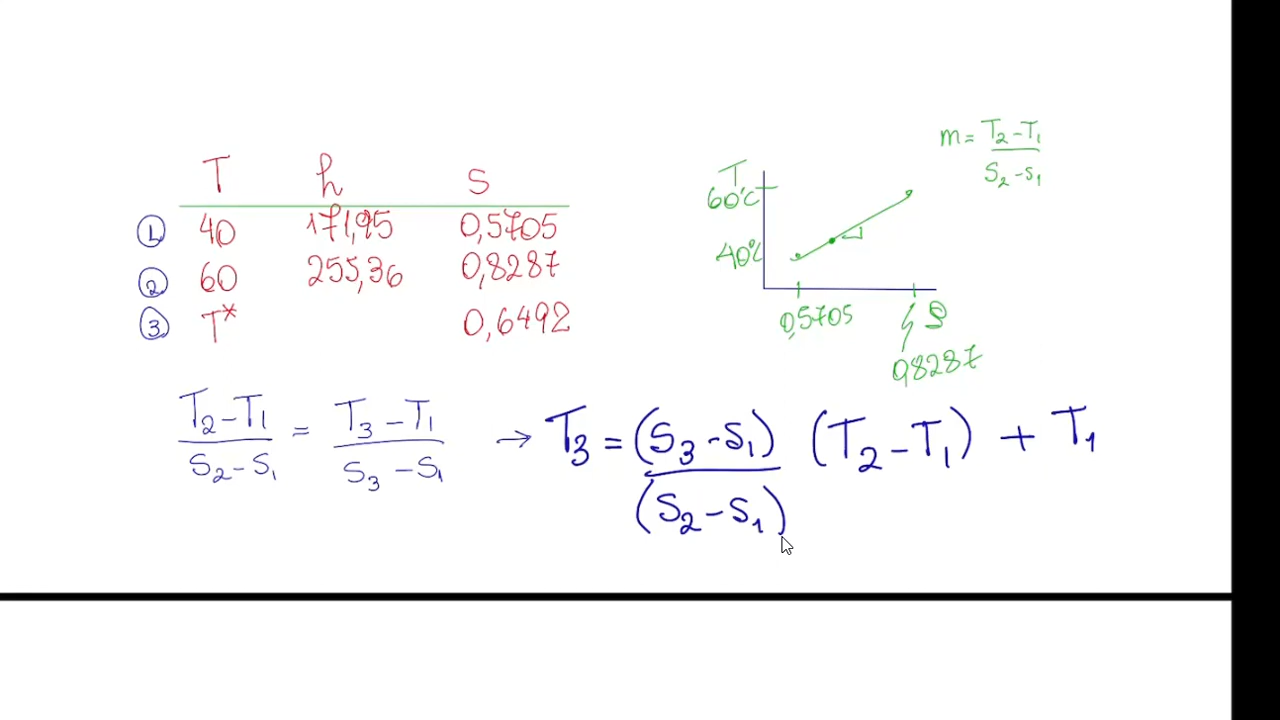 T h s
① 40 171,95 0,5705
② 60 255,36 0,8287
③ T* 0,6492
m = T₂-T₁ / S₂-S₁
T
60°C
40°C
0,5705
S
0,8287
T₂-T₁ / S₂-S₁ = T₃-T₁ / S₃-S₁ → T₃ = (S₃-S₁) / (S₂-S₁) (T₂-T₁) + T₁